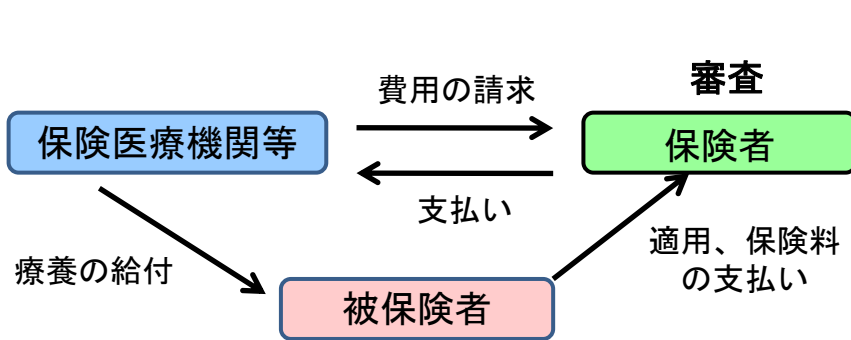 審査
費用の請求
保険医療機関等
保険者
支払い
適用、保険料
の支払い
療養の給付
被保険者